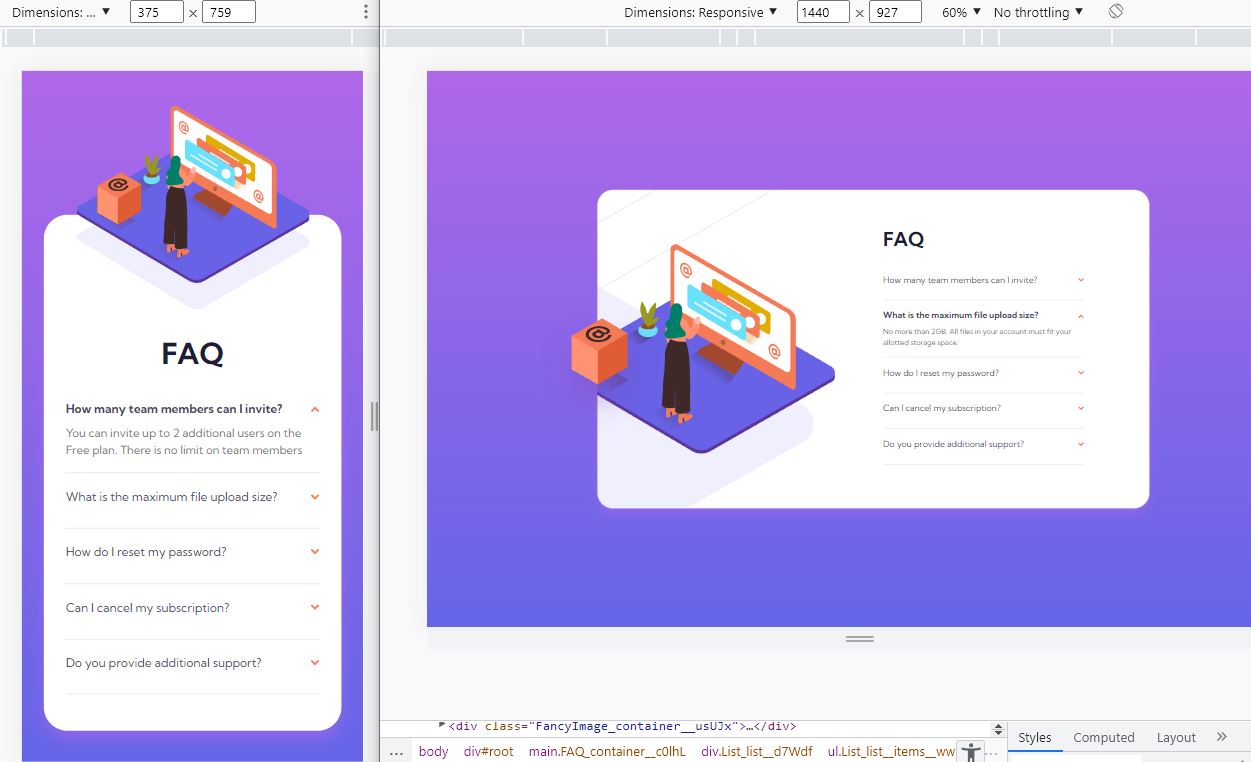 Dimensions: ... ▼ 375 × 759
FAQ
How many team members can I invite?
You can invite up to 2 additional users on the
Free plan. There is no limit on team members
What is the maximum file upload size?
How do I reset my password?
Can I cancel my subscription?
Do you provide additional support?
Dimensions: Responsive ▼ 1440 × 927 60% ▼ No throttling ▼
FAQ
How many team members can I invite?
What is the maximum file upload size?
No more than 2GB. All files in your account must fit your
allotted storage space.
How do I reset my password?
Can I cancel my subscription?
Do you provide additional support?
<div class="FancyImage_container__usUJx">…</div>
... body div#root main.FAQ_container__c0lhL div.List_list__d7Wdf ul.List_list__items__ww ...
Styles Computed Layout »